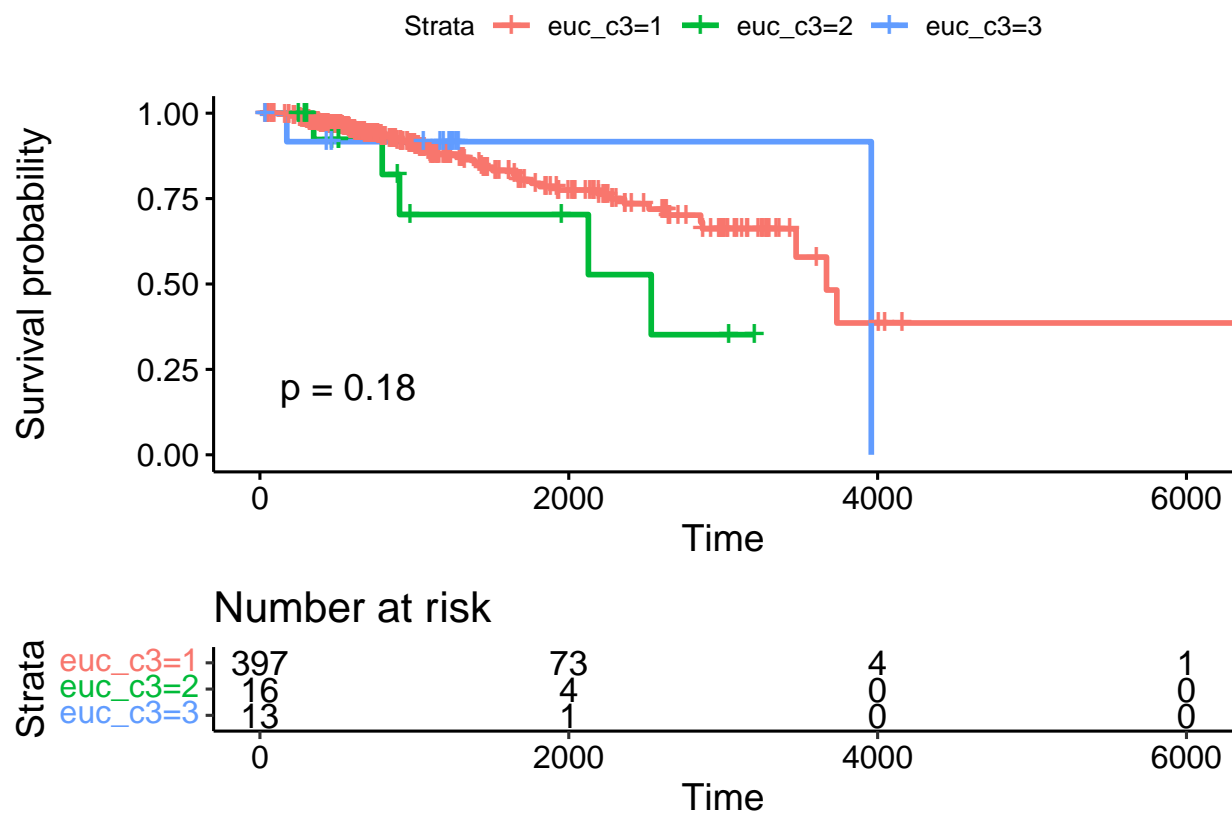 Strata euc_c3=1 euc_c3=2 euc_c3=3
Survival probability
1.00
0.75
0.50
0.25
0.00
p = 0.18
0 2000 4000 6000
Time
Number at risk
Strata
euc_c3=1 397 73 4 1
euc_c3=2 16 4 0 0
euc_c3=3 13 1 0 0
0 2000 4000 6000
Time